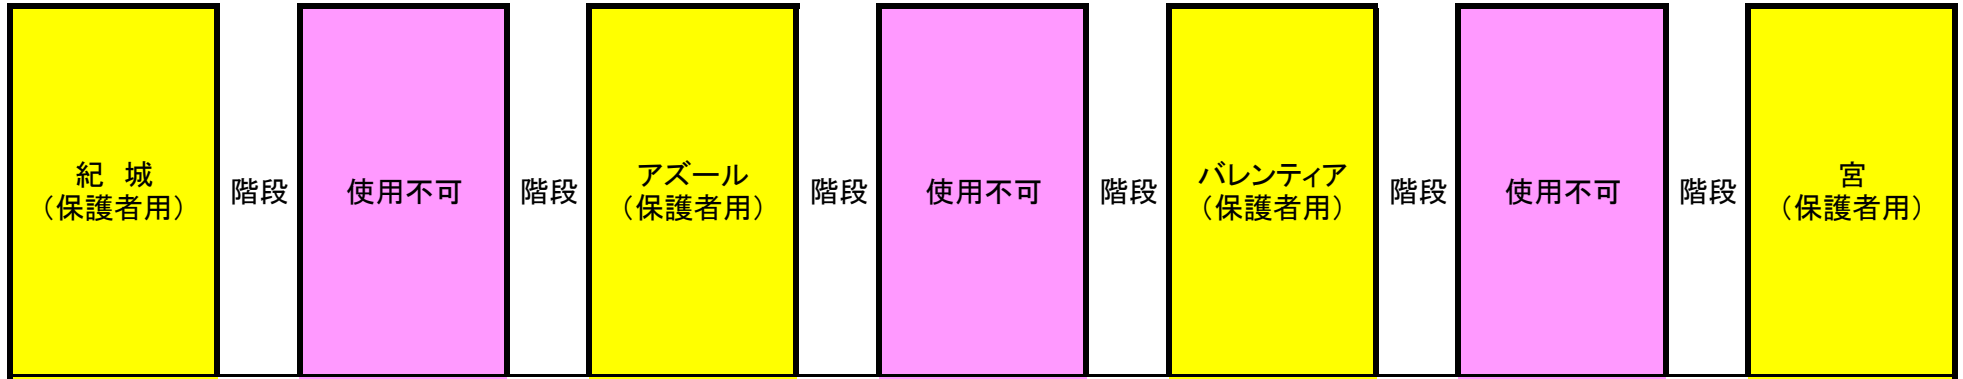 紀　城
（保護者用）
階段
使用不可
階段
アズール
（保護者用）
階段
使用不可
階段
バレンティア
（保護者用）
階段
使用不可
階段
宮
（保護者用）